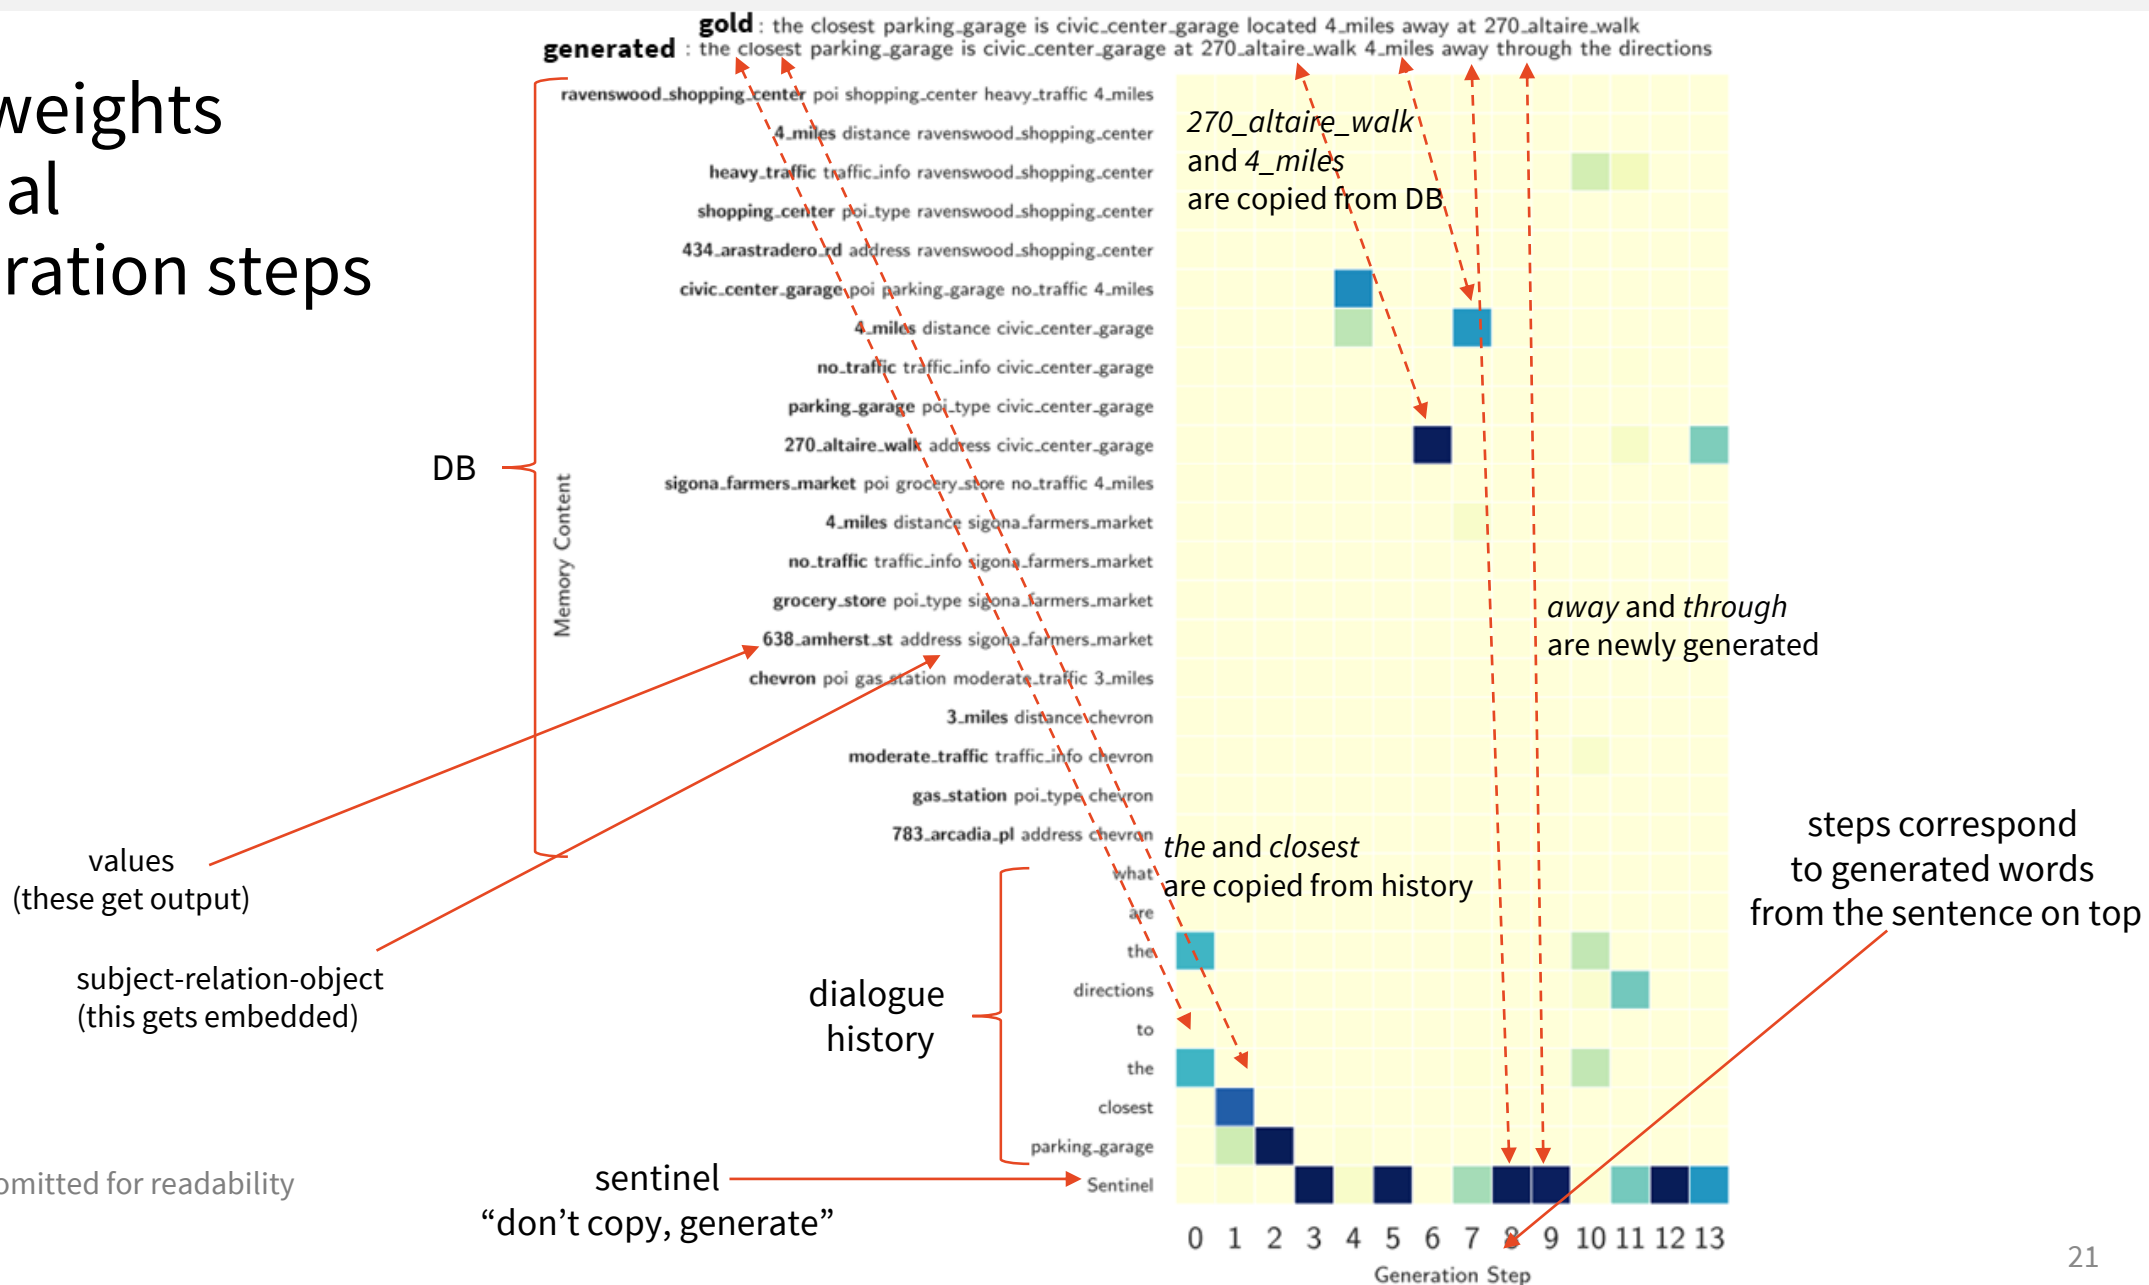 gold : the closest parking_garage is civic_center_garage located 4_miles away at 270_altaire_walk
generated : the closest parking_garage is civic_center_garage at 270_altaire_walk 4_miles away through the directions
weights
al
ration steps
ravenswood_shopping_center poi shopping_center heavy_traffic 4_miles
4_miles distance ravenswood_shopping_center
heavy_traffic traffic_info ravenswood_shopping_center
shopping_center poi_type ravenswood_shopping_center
434_arastradero_rd address ravenswood_shopping_center
civic_center_garage poi parking_garage no_traffic 4_miles
4_miles distance civic_center_garage
no_traffic traffic_info civic_center_garage
parking_garage poi_type civic_center_garage
270_altaire_walk address civic_center_garage
sigona_farmers_market poi grocery_store no_traffic 4_miles
4_miles distance sigona_farmers_market
no_traffic traffic_info sigona_farmers_market
grocery_store poi_type sigona_farmers_market
638_amherst_st address sigona_farmers_market
chevron poi gas_station moderate_traffic 3_miles
3_miles distance chevron
moderate_traffic traffic_info chevron
gas_station poi_type chevron
783_arcadia_pl address chevron
what
are
the
directions
to
the
closest
parking_garage
Sentinel
270_altaire_walk
and 4_miles
are copied from DB
DB
Memory Content
away and through
are newly generated
the and closest
are copied from history
steps correspond
to generated words
from the sentence on top
values
(these get output)
subject-relation-object
(this gets embedded)
dialogue
history
sentinel
“don’t copy, generate”
omitted for readability
0 1 2 3 4 5 6 7 8 9 10 11 12 13
Generation Step
21